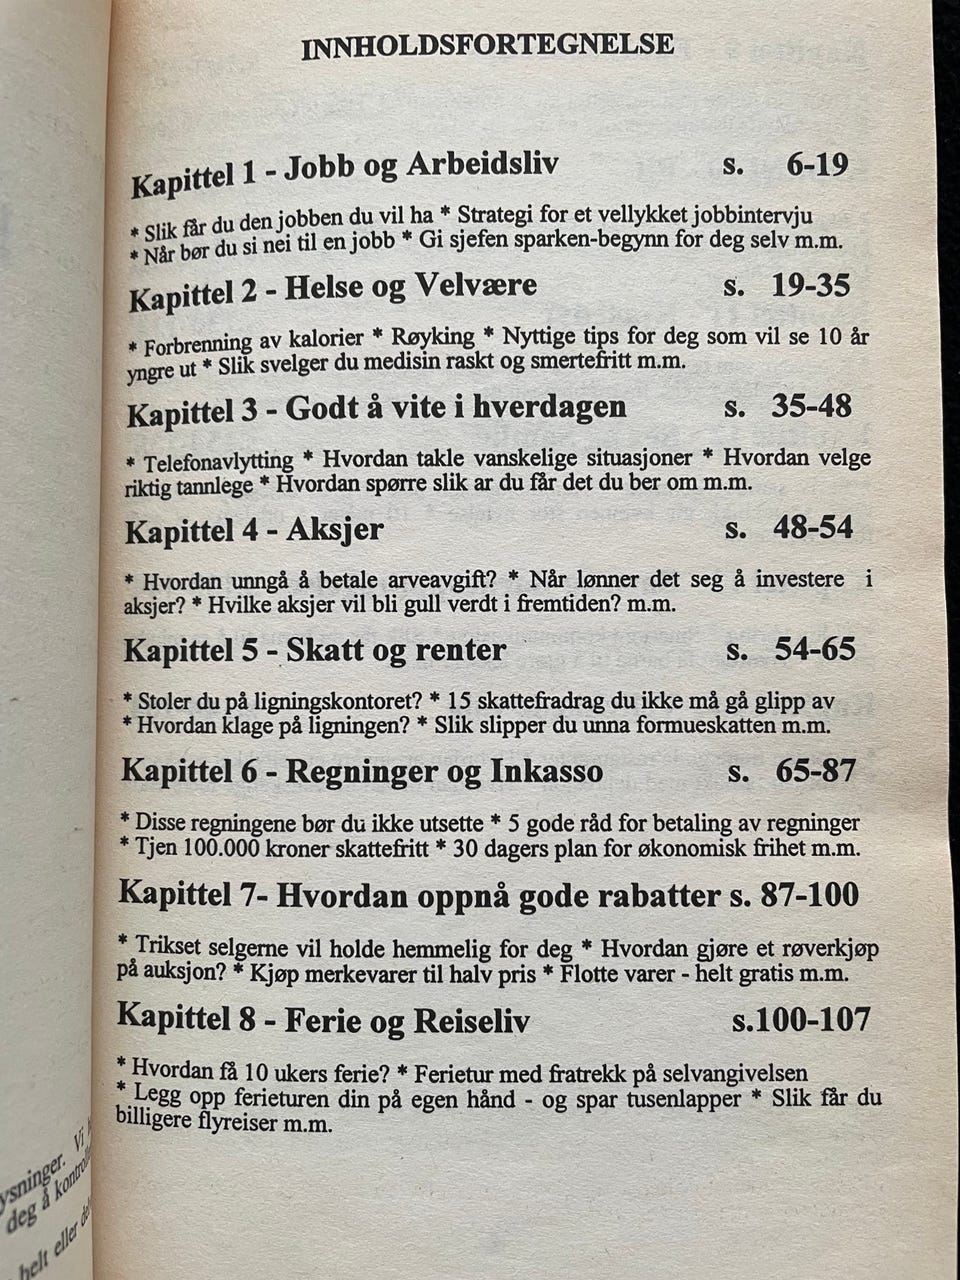 INNHOLDSFORTEGNELSE
Kapittel 1 - Jobb og Arbeidsliv s. 6-19
* Slik får du den jobben du vil ha * Strategi for et vellykket jobbintervju
* Når bør du si nei til en jobb * Gi sjefen sparken-begynn for deg selv m.m.
Kapittel 2 - Helse og Velvære s. 19-35
* Forbrenning av kalorier * Røyking * Nyttige tips for deg som vil se 10 år
yngre ut * Slik svelger du medisin raskt og smertefritt m.m.
Kapittel 3 - Godt å vite i hverdagen s. 35-48
* Telefonavlytting * Hvordan takle vanskelige situasjoner * Hvordan velge
riktig tannlege * Hvordan spørre slik ar du får det du ber om m.m.
Kapittel 4 - Aksjer s. 48-54
* Hvordan unngå å betale arveavgift? * Når lønner det seg å investere i
aksjer? * Hvilke aksjer vil bli gull verdt i fremtiden? m.m.
Kapittel 5 - Skatt og renter s. 54-65
* Stoler du på ligningskontoret? * 15 skattefradrag du ikke må gå glipp av
* Hvordan klage på ligningen? * Slik slipper du unna formueskatten m.m.
Kapittel 6 - Regninger og Inkasso s. 65-87
* Disse regningene bør du ikke utsette * 5 gode råd for betaling av regninger
* Tjen 100.000 kroner skattefritt * 30 dagers plan for økonomisk frihet m.m.
Kapittel 7- Hvordan oppnå gode rabatter s. 87-100
* Trikset selgerne vil holde hemmelig for deg * Hvordan gjøre et røverkjøp
på auksjon? * Kjøp merkevarer til halv pris * Flotte varer - helt gratis m.m.
Kapittel 8 - Ferie og Reiseliv s.100-107
* Hvordan få 10 ukers ferie? * Ferietur med fratrekk på selvangivelsen
* Legg opp ferieturen din på egen hånd - og spar tusenlapper * Slik får du
billigere flyreiser m.m.
ysninger. Vi
deg å
helt eller